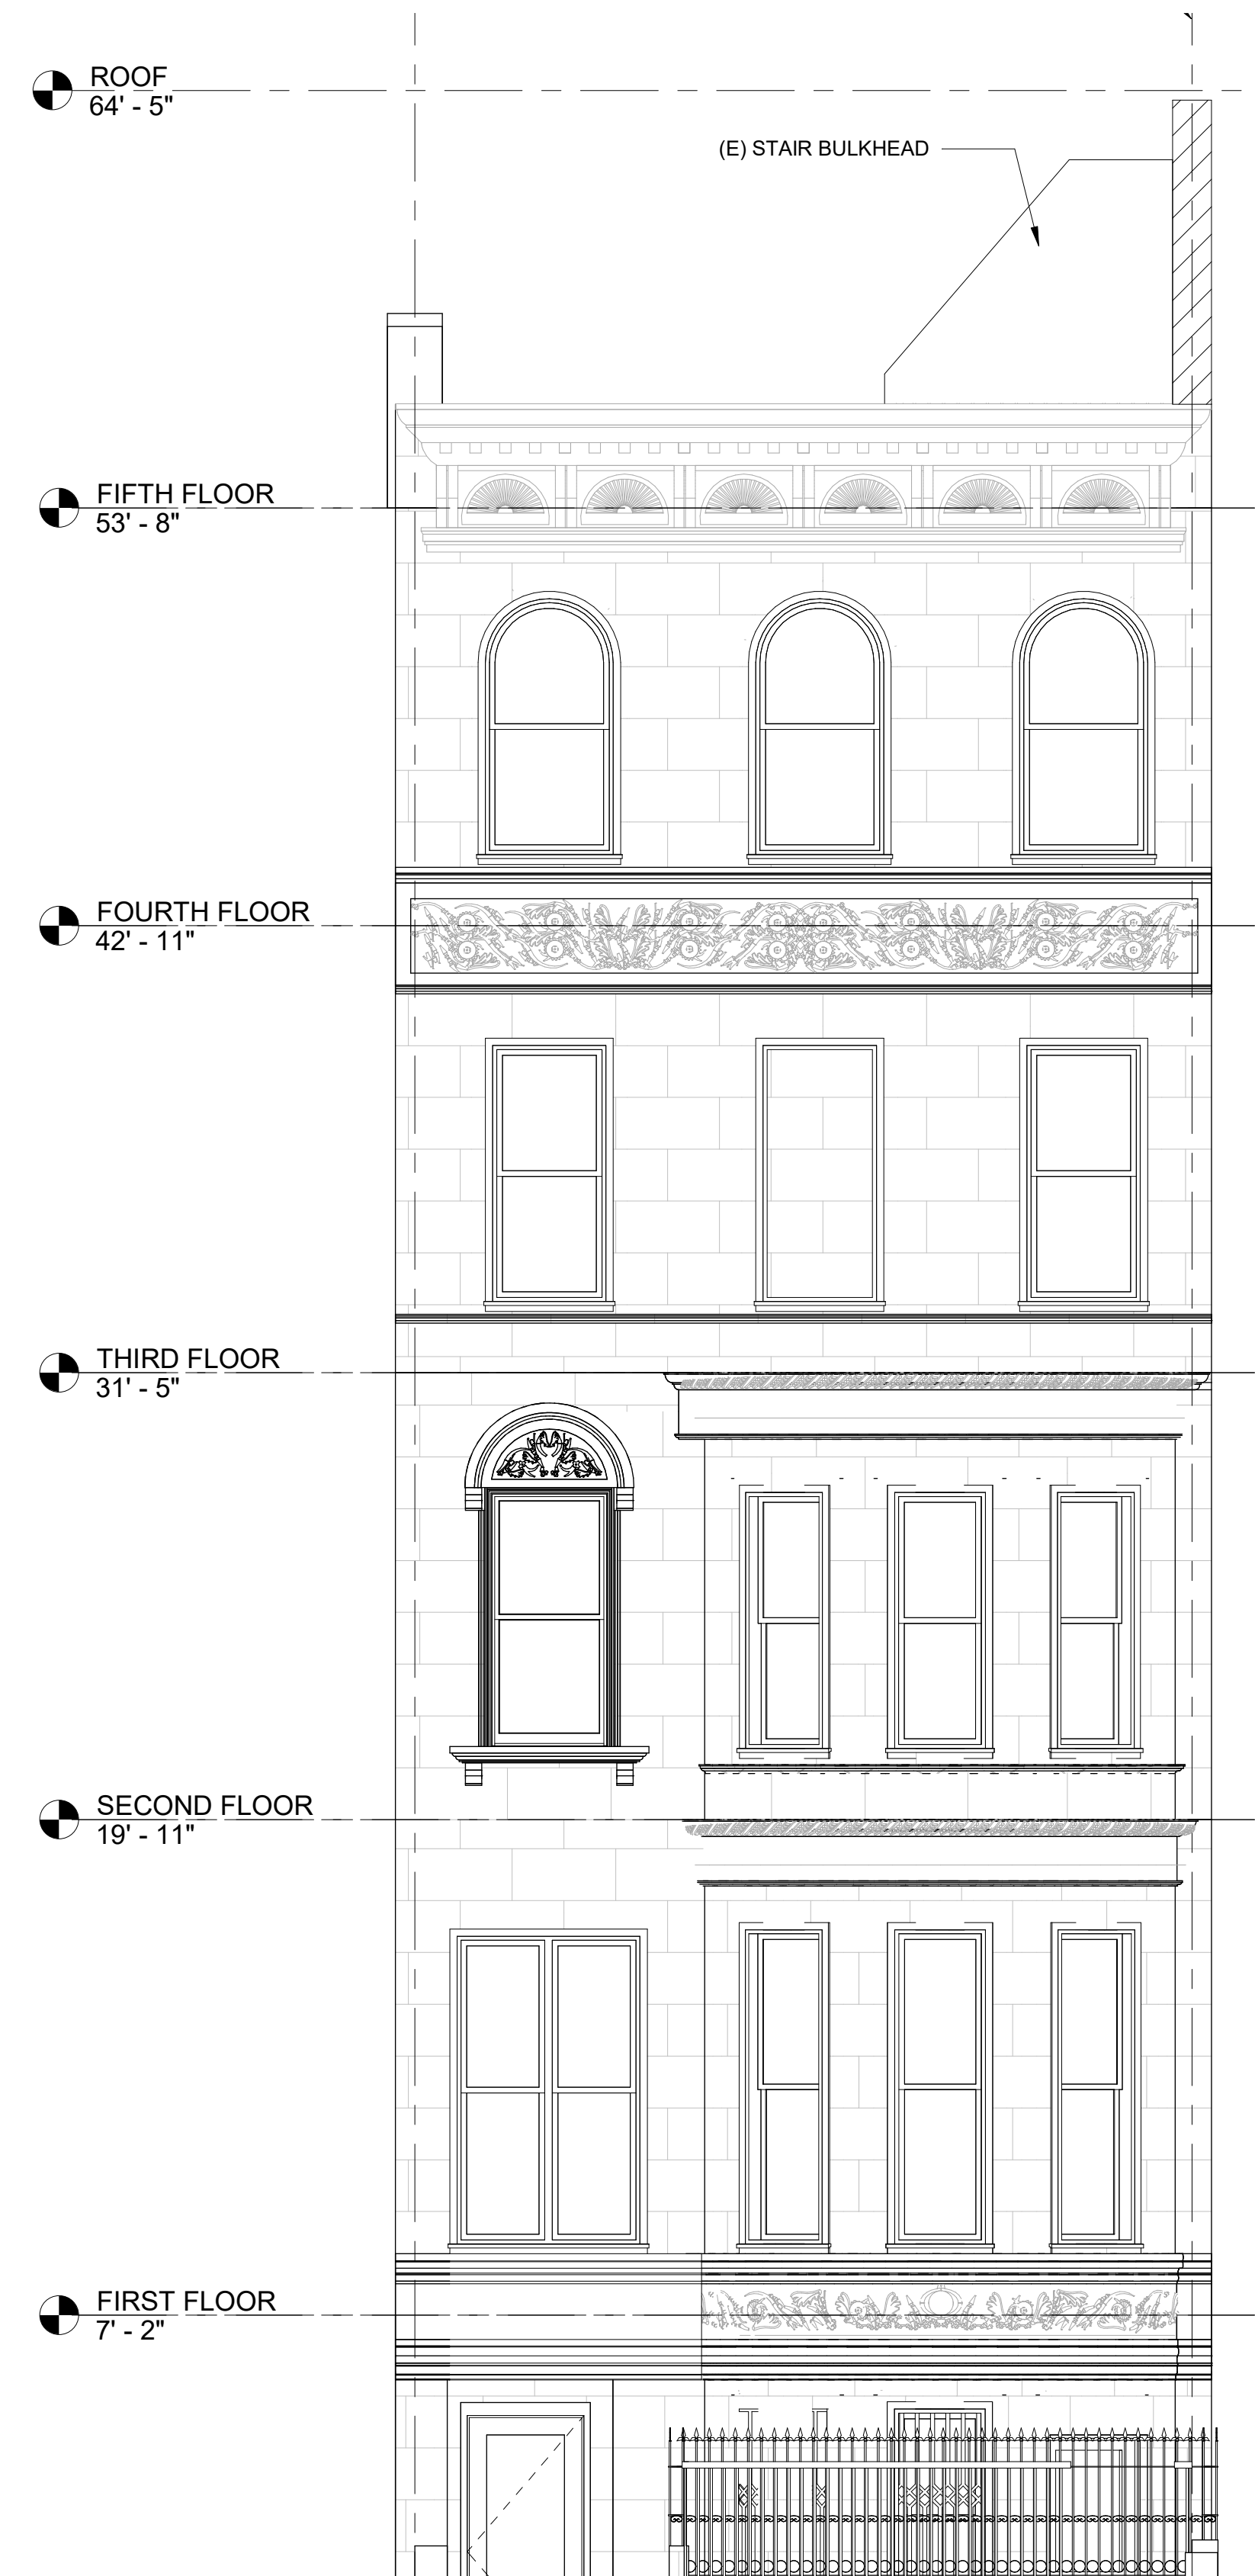 ROOF
64' - 5"
(E) STAIR BULKHEAD
FIFTH FLOOR
53' - 8"
FOURTH FLOOR
42' - 11"
THIRD FLOOR
31' - 5"
SECOND FLOOR
19' - 11"
FIRST FLOOR
7' - 2"